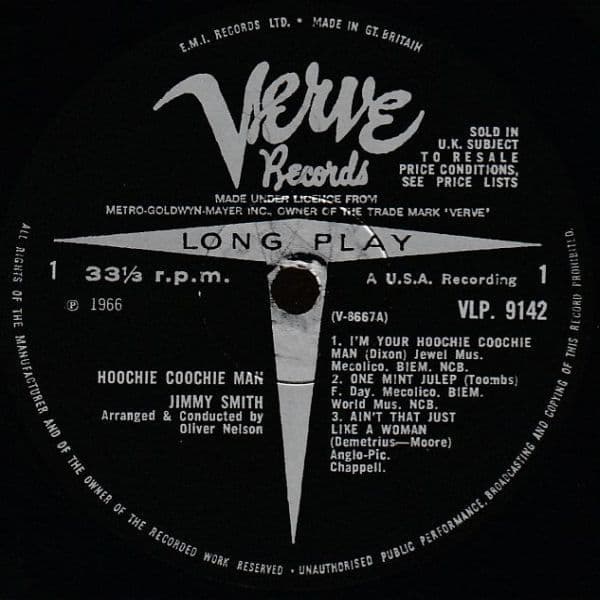 E.M.I. RECORDS LTD. • MADE IN GT. BRITAIN
Verve
Records
SOLD IN
U.K. SUBJECT
TO RESALE
PRICE CONDITIONS,
SEE PRICE LISTS
MADE UNDER LICENCE FROM
METRO-GOLDWYN-MAYER INC., OWNER OF THE TRADE MARK 'VERVE'
LONG PLAY
1 33⅓ r.p.m. A U.S.A. Recording 1
℗ 1966
(V-8667A) VLP. 9142
HOOCHIE COOCHIE MAN
JIMMY SMITH
Arranged & Conducted by
Oliver Nelson
1. I'M YOUR HOOCHIE COOCHIE
MAN (Dixon) Jewel Mus.
Mecolico. BIEM. NCB.
2. ONE MINT JULEP (Toombs)
F. Day. Mecolico. BIEM.
World Mus. NCB.
3. AIN'T THAT JUST
LIKE A WOMAN
(Demetrius—Moore)
Anglo-Pic.
Chappell.
ALL RIGHTS OF THE MANUFACTURER AND OF THE OWNER OF THE RECORDED WORK RESERVED • UNAUTHORISED PUBLIC PERFORMANCE, BROADCASTING AND COPYING OF THIS RECORD PROHIBITED.